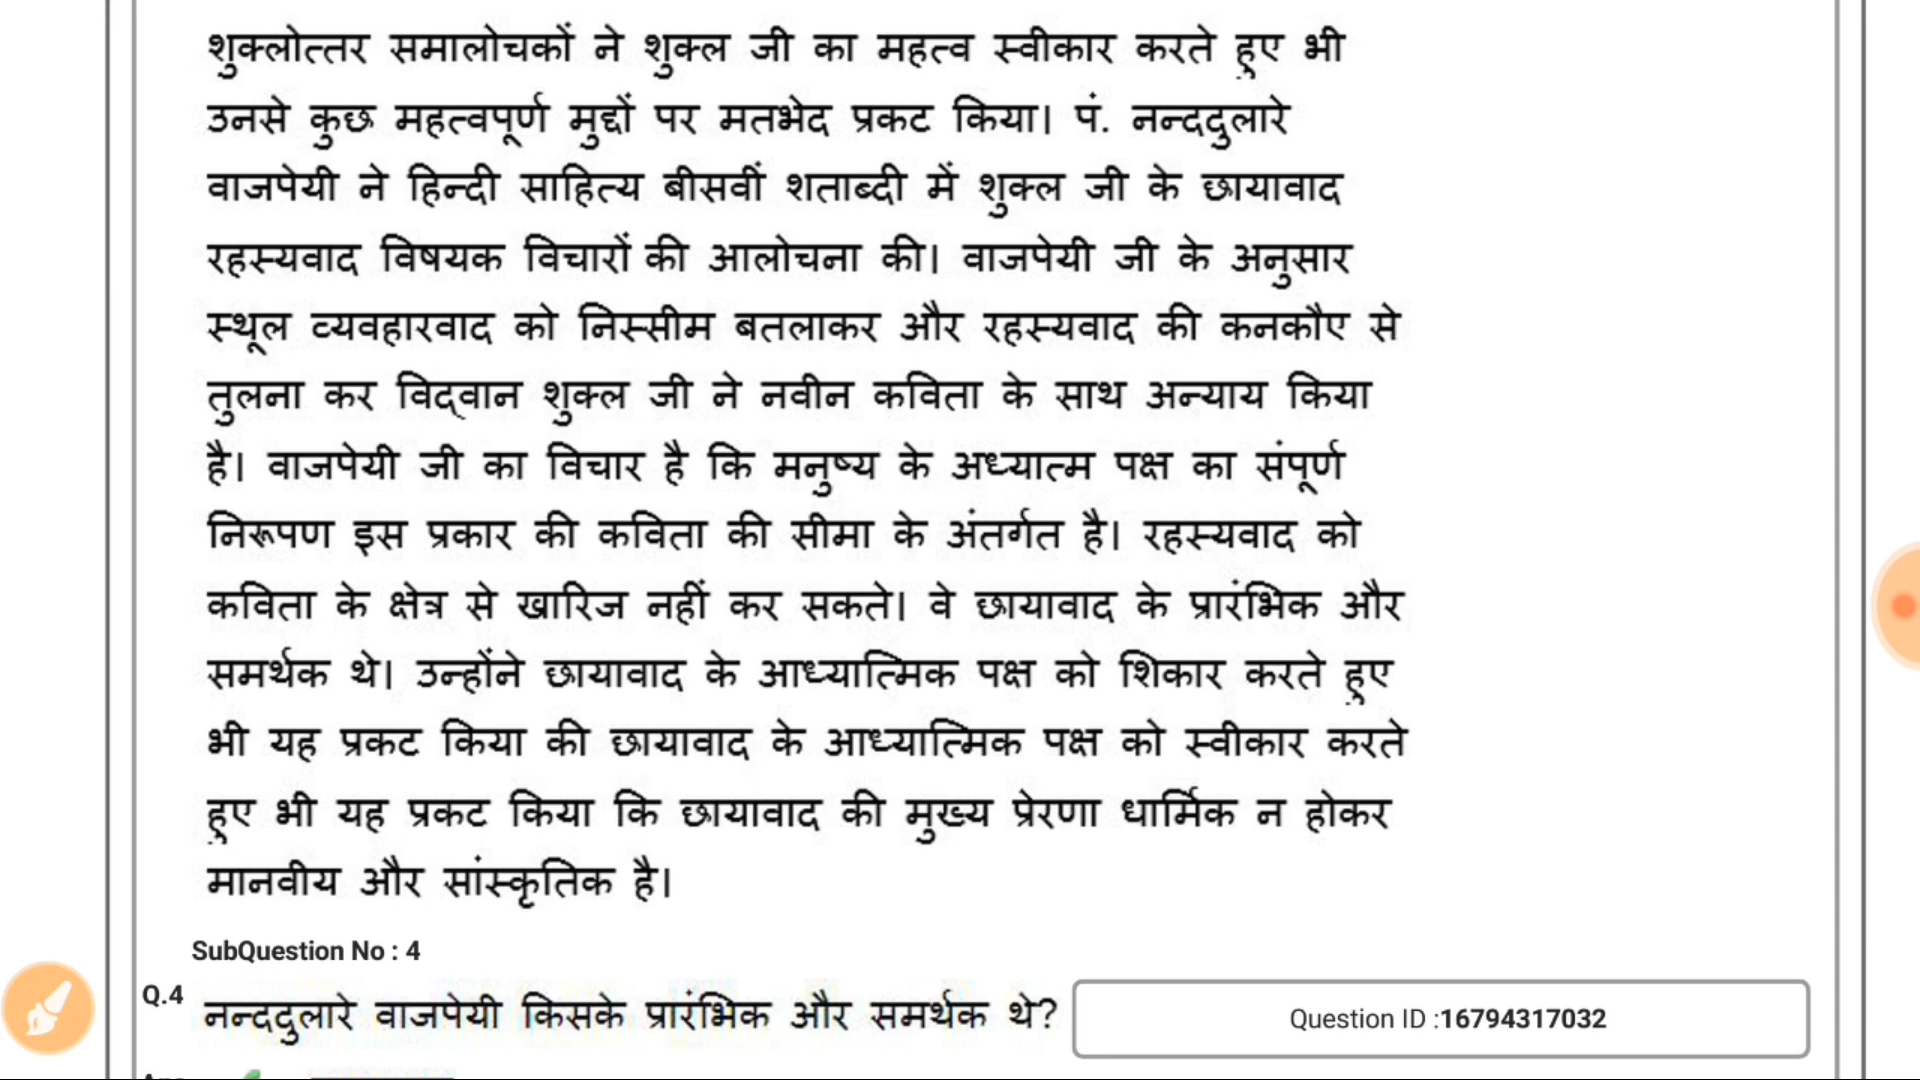 शुक्लोत्तर समालोचकों ने शुक्ल जी का महत्व स्वीकार करते हुए भी
उनसे कुछ महत्वपूर्ण मुद्दों पर मतभेद प्रकट किया। पं. नन्ददुलारे
वाजपेयी ने हिन्दी साहित्य बीसवीं शताब्दी में शुक्ल जी के छायावाद
रहस्यवाद विषयक विचारों की आलोचना की। वाजपेयी जी के अनुसार
स्थूल व्यवहारवाद को निस्सीम बतलाकर और रहस्यवाद की कनकौए से
तुलना कर विद्वान शुक्ल जी ने नवीन कविता के साथ अन्याय किया
है। वाजपेयी जी का विचार है कि मनुष्य के अध्यात्म पक्ष का संपूर्ण
निरूपण इस प्रकार की कविता की सीमा के अंतर्गत है। रहस्यवाद को
कविता के क्षेत्र से खारिज नहीं कर सकते। वे छायावाद के प्रारंभिक और
समर्थक थे। उन्होंने छायावाद के आध्यात्मिक पक्ष को शिकार करते हुए
भी यह प्रकट किया की छायावाद के आध्यात्मिक पक्ष को स्वीकार करते
हुए भी यह प्रकट किया कि छायावाद की मुख्य प्रेरणा धार्मिक न होकर
मानवीय और सांस्कृतिक है।
SubQuestion No : 4
Q.4 नन्ददुलारे वाजपेयी किसके प्रारंभिक और समर्थक थे?
Question ID :16794317032